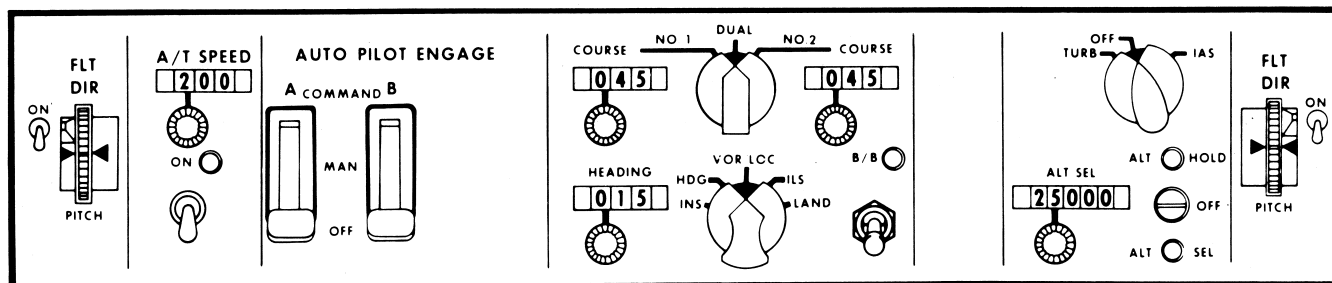 FLT
DIR
ON
PITCH
A/T SPEED
200
ON
AUTO PILOT ENGAGE
A COMMAND B
MAN
OFF
COURSE
045
NO 1
DUAL
NO 2
COURSE
045
HEADING
015
VOR LOC
HDG
ILS
INS
LAND
B/B
OFF
TURB
IAS
ALT HOLD
ALT SEL
25000
OFF
ALT SEL
FLT
DIR
ON
PITCH